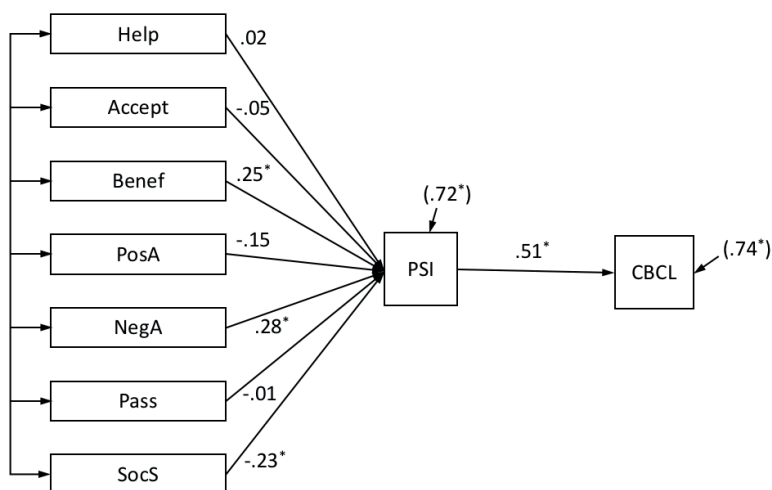 Help
.02
Accept
-.05
Benef
.25*
PosA
-.15
NegA
.28*
Pass
-.01
SocS
-.23*
(.72*)
PSI
.51*
CBCL
(.74*)